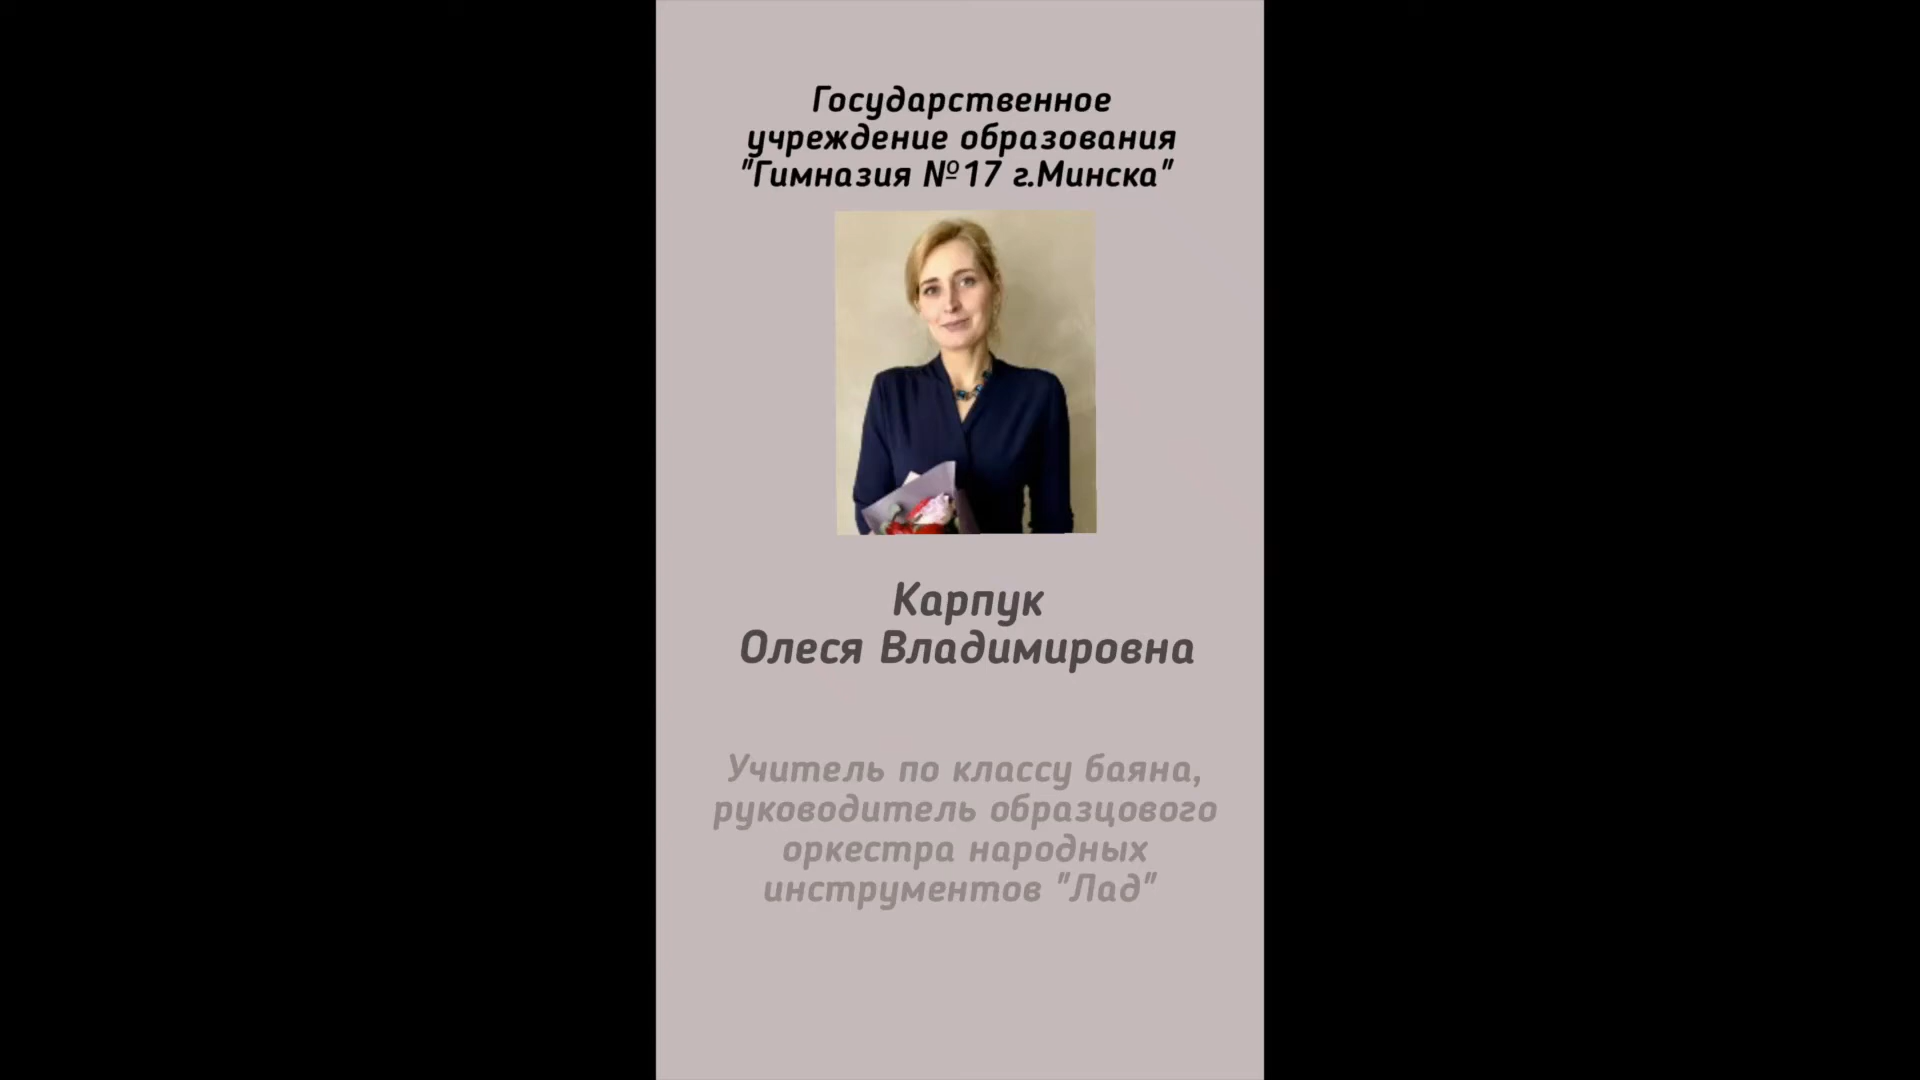 Государственное
учреждение образования
"Гимназия №17 г.Минска"
Карпук
Олеся Владимировна
Учитель по классу баяна,
руководитель образцового
оркестра народных
инструментов "Лад"